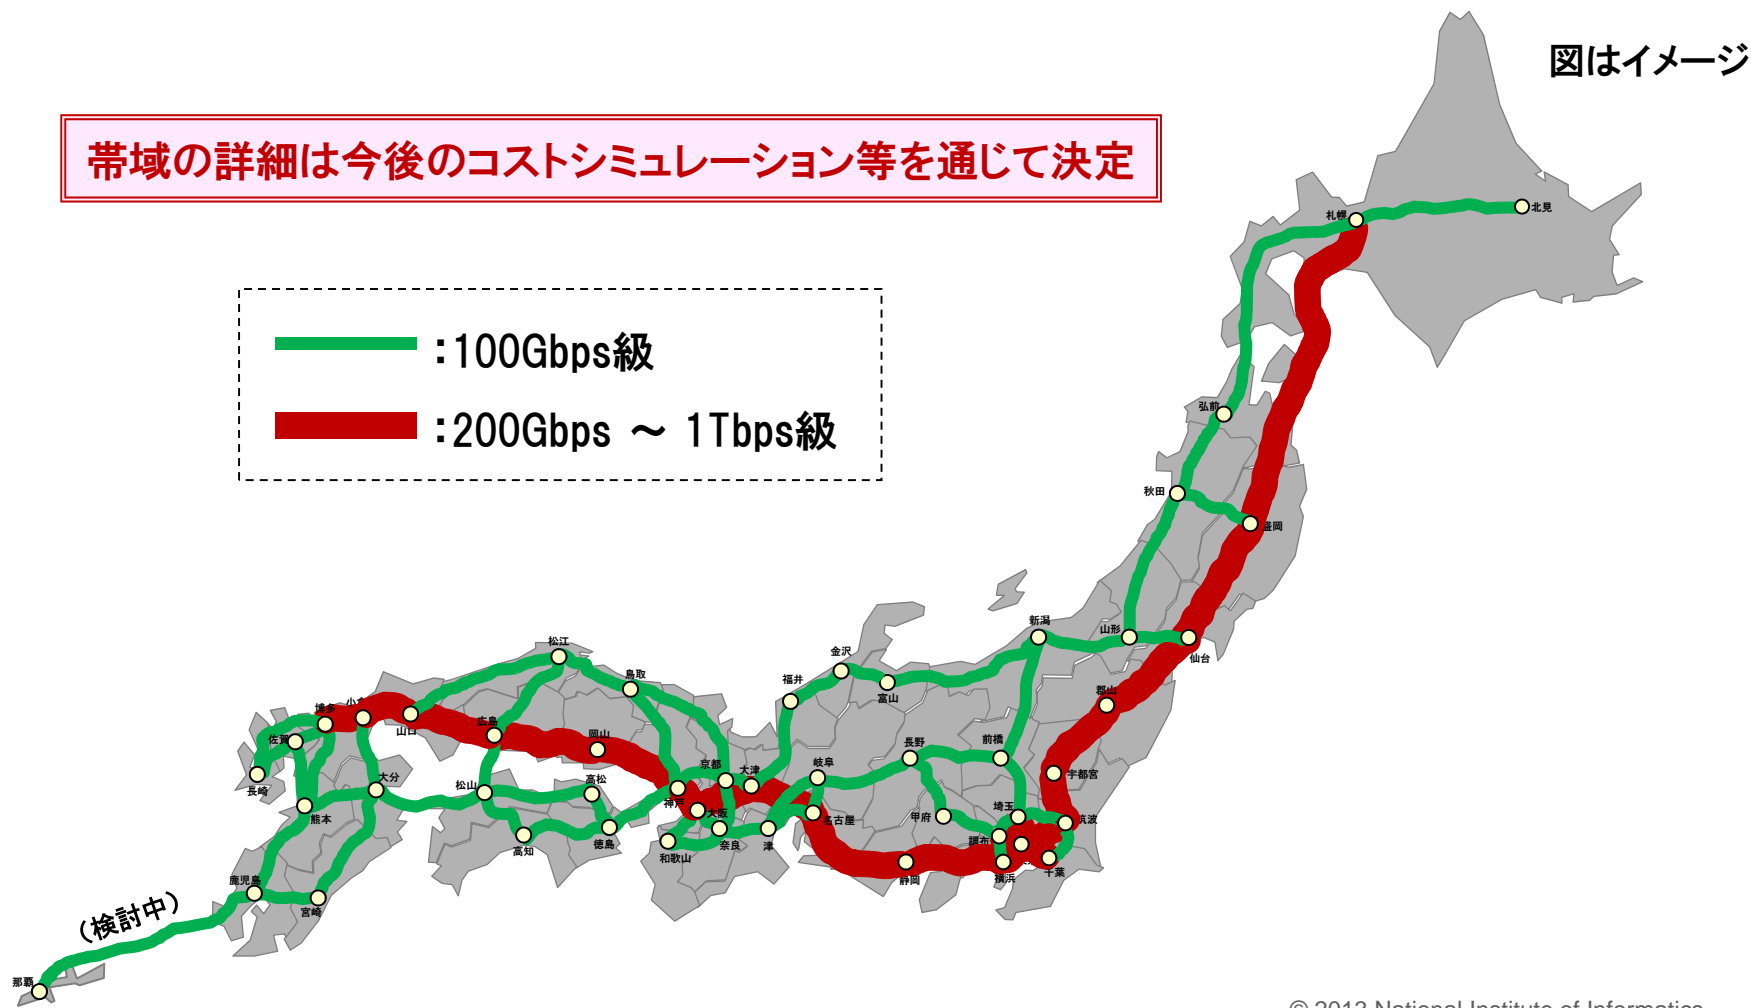 図はイメージ
帯域の詳細は今後のコストシミュレーション等を通じて決定
：100Gbps級
：200Gbps ～ 1Tbps級
北見
札幌
弘前
秋田
盛岡
新潟
山形
仙台
金沢
富山
福井
郡山
松江
鳥取
博多
山口
広島
岡山
佐賀
長崎
大分
熊本
松山
高松
高知
徳島
京都
大津
岐阜
長野
前橋
宇都宮
神戸
大阪
奈良
津
名古屋
和歌山
甲府
埼玉
筑波
調布
横浜
千葉
静岡
鹿児島
宮崎
（検討中）
那覇
© 2013 National Institute of Informatics